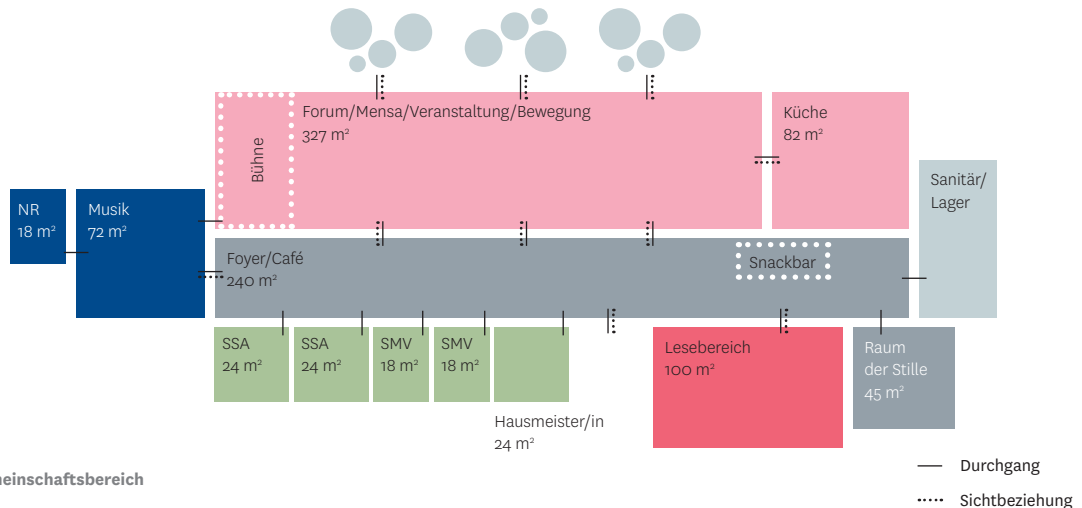 Forum/Mensa/Veranstaltung/Bewegung
327 m²
Bühne
Küche
82 m²
Sanitär/
Lager
NR
18 m²
Musik
72 m²
Foyer/Café
240 m²
Snackbar
SSA
24 m²
SSA
24 m²
SMV
18 m²
SMV
18 m²
Hausmeister/in
24 m²
Lesebereich
100 m²
Raum
der Stille
45 m²
einschaftsbereich
Durchgang
Sichtbeziehung